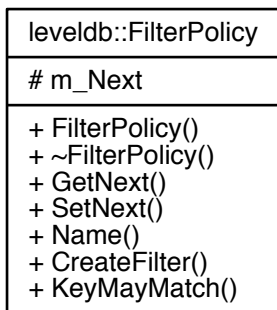 leveldb::FilterPolicy
# m_Next
+ FilterPolicy()
+ ~FilterPolicy()
+ GetNext()
+ SetNext()
+ Name()
+ CreateFilter()
+ KeyMayMatch()